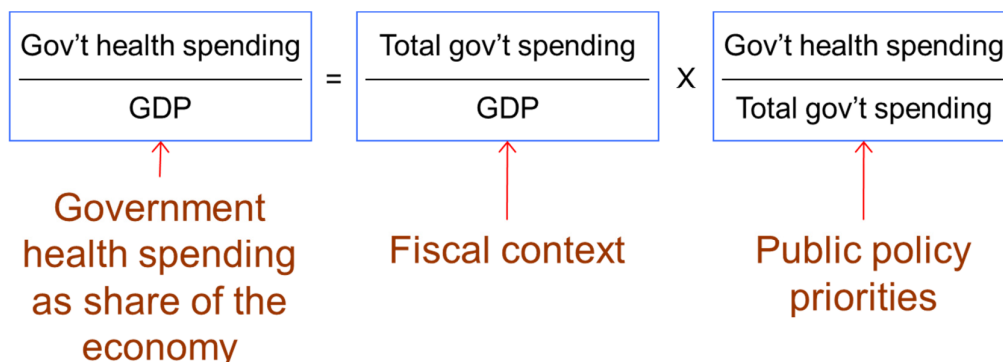 Gov't health spending
GDP
=
Total gov't spending
GDP
X
Gov't health spending
Total gov't spending
Government
health spending
as share of the
economy
Fiscal context
Public policy
priorities